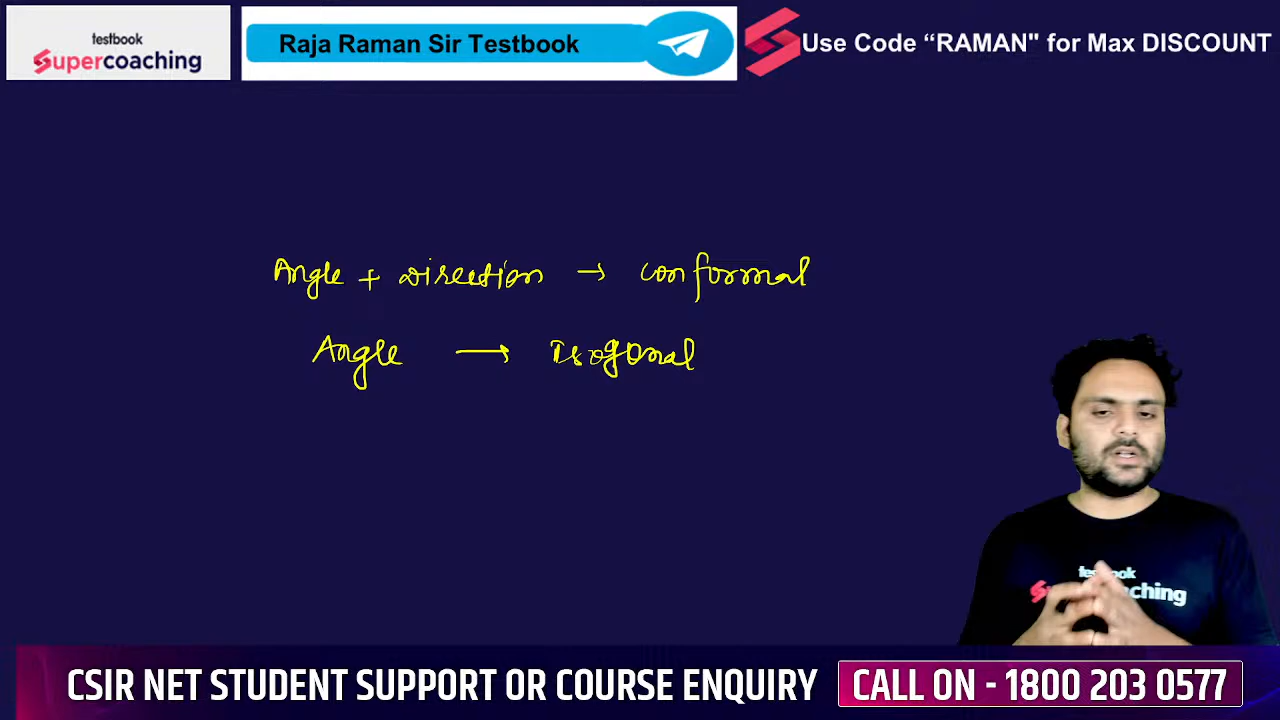 testbook
Supercoaching
Raja Raman Sir Testbook
Use Code “RAMAN" for Max DISCOUNT
Angle + Direction → conformal
Angle → Isogonal
testbook
Supercoaching
CSIR NET STUDENT SUPPORT OR COURSE ENQUIRY
CALL ON - 1800 203 0577